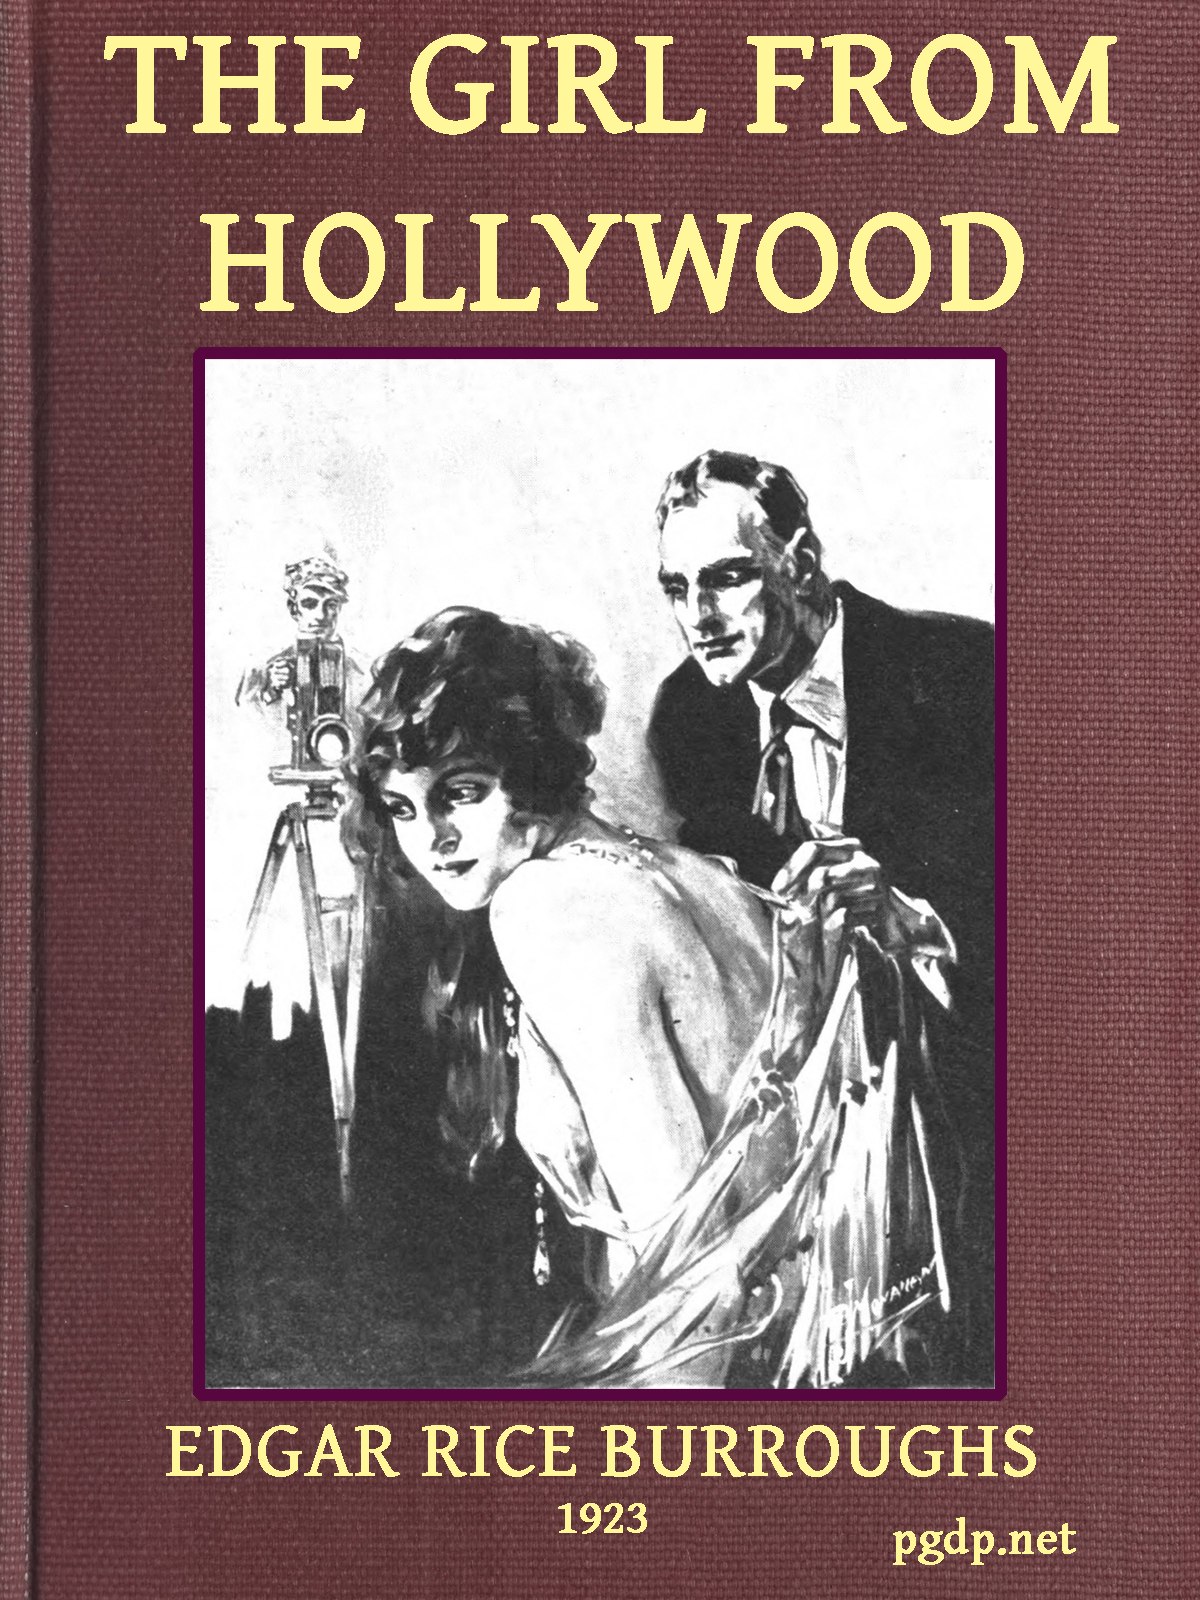 THE GIRL FROM
HOLLYWOOD
EDGAR RICE BURROUGHS
1923
pgdp.net